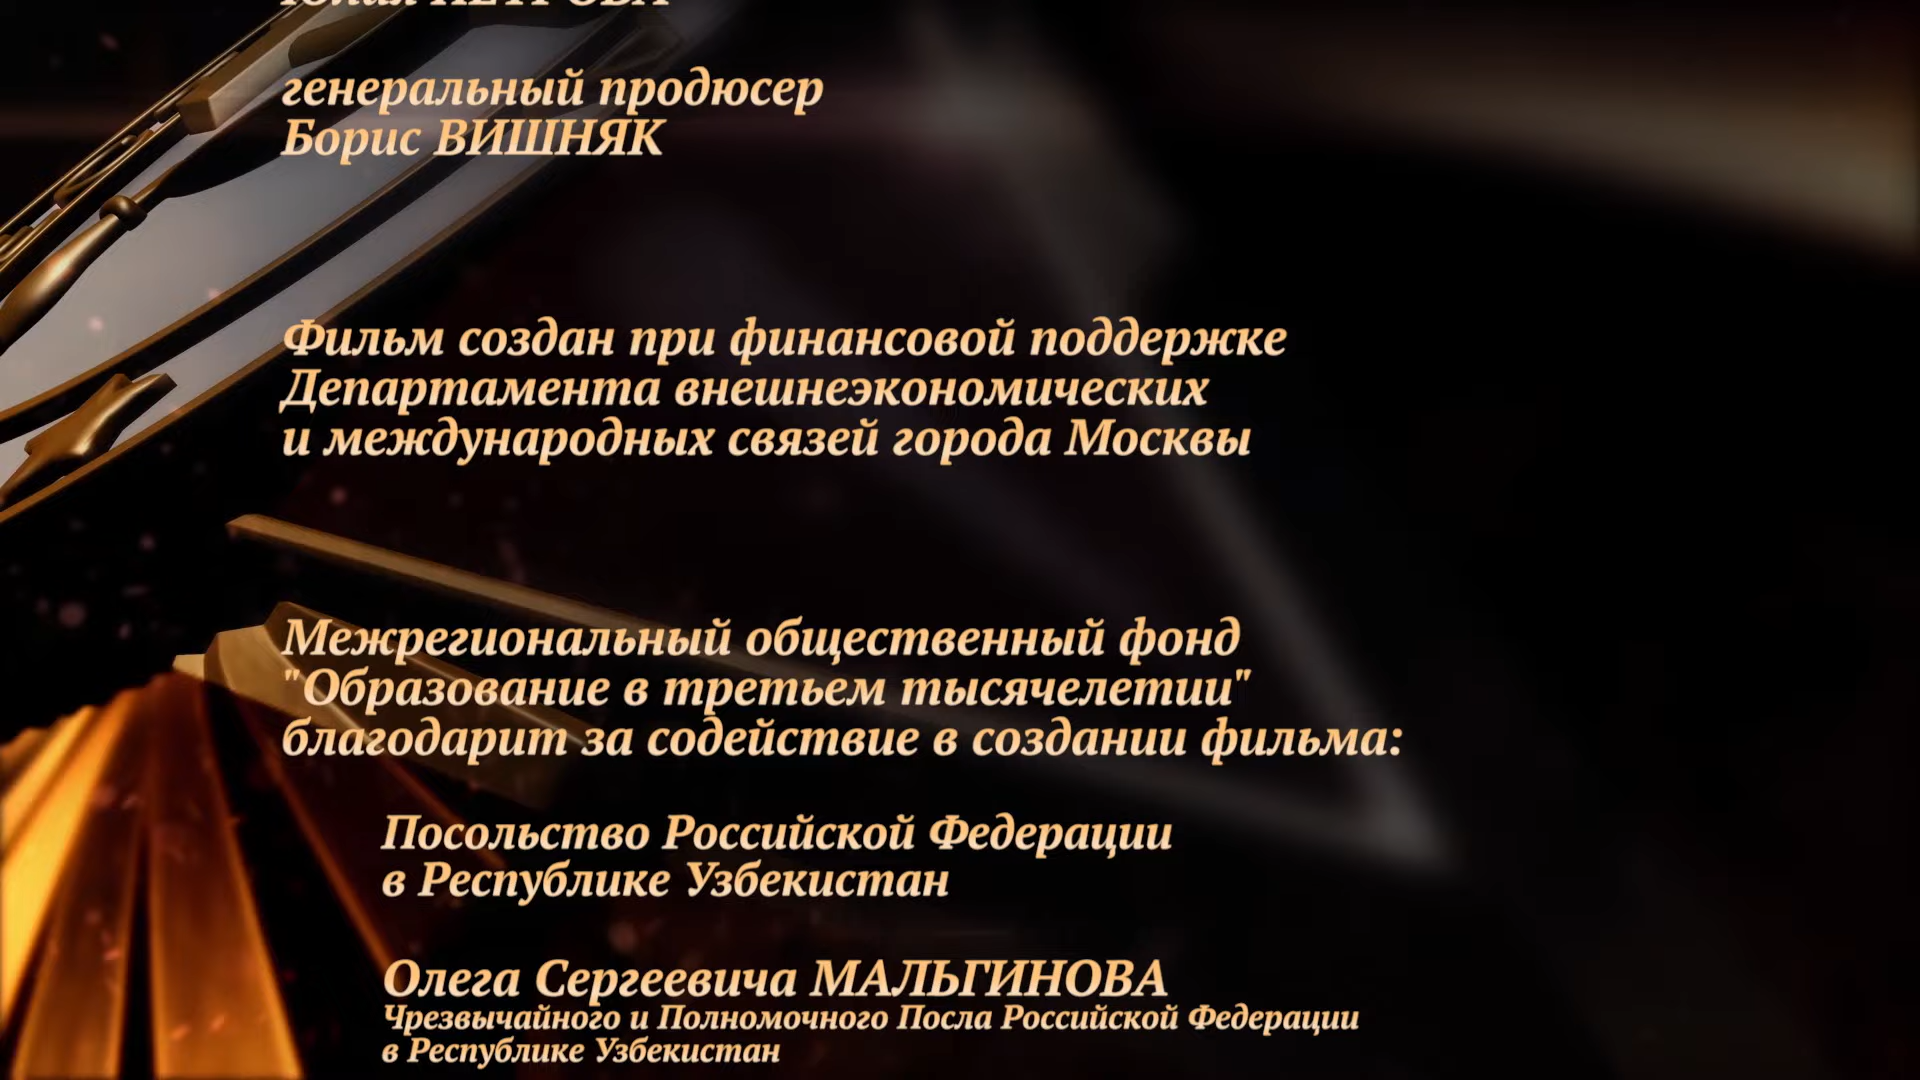 генеральный продюсер
Борис ВИШНЯК
Фильм создан при финансовой поддержке
Департамента внешнеэкономических
и международных связей города Москвы
Межрегиональный общественный фонд
"Образование в третьем тысячелетии"
благодарит за содействие в создании фильма:
Посольство Российской Федерации
в Республике Узбекистан
Олега Сергеевича МАЛЬГИНОВА
Чрезвычайного и Полномочного Посла Российской Федерации
в Республике Узбекистан